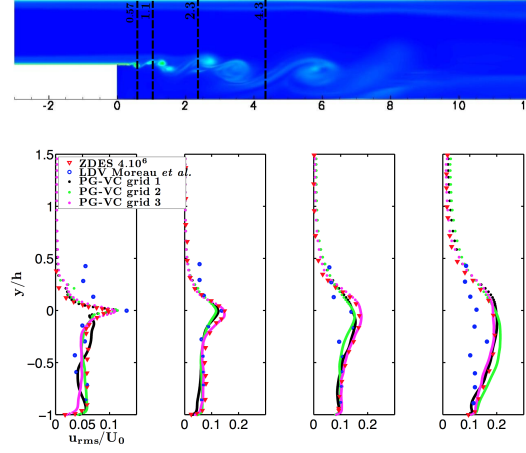 0.57
1.1
2.3
4.3
-2 0 2 4 6 8 10 12
ZDES 4.10⁶
LDV Moreau et al.
PG-VC grid 1
PG-VC grid 2
PG-VC grid 3
1.5
1
0.5
0
-0.5
-1
y/h
0 0.05 0.1
0 0.1 0.2
0 0.1 0.2
0 0.1 0.2
u_rms/U_0